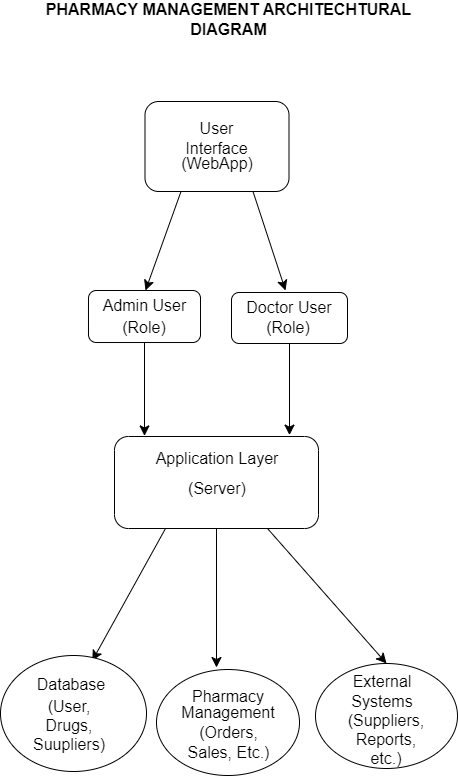 PHARMACY MANAGEMENT ARCHITECHTURAL
DIAGRAM
User
Interface
(WebApp)
Admin User
(Role)
Doctor User
(Role)
Application Layer
(Server)
Database
(User,
Drugs,
Suupliers)
Pharmacy
Management
(Orders,
Sales, Etc.)
External
Systems
(Suppliers,
Reports,
etc.)